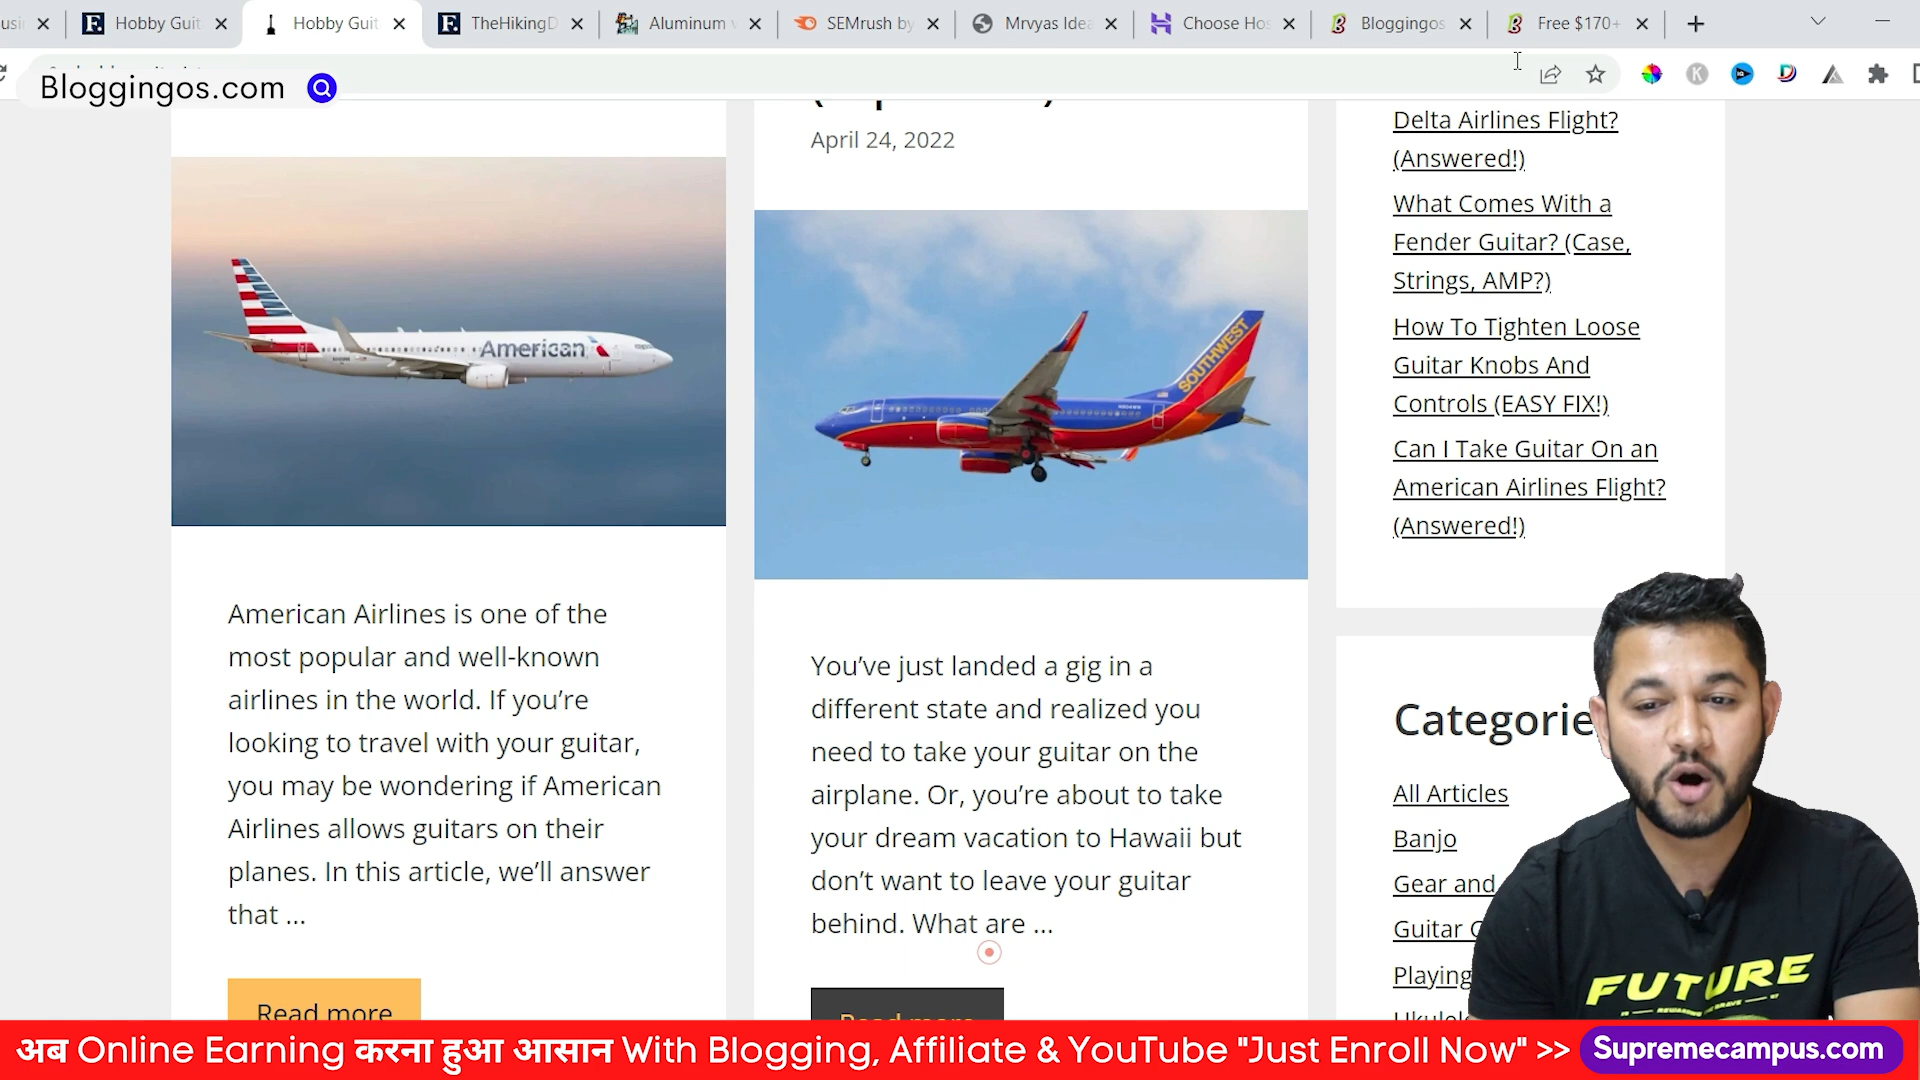 Hobby Guit
Hobby Guit
TheHikingD
Aluminum
SEMrush by
Mrvyas Idea
Choose Hos
Bloggingos
Free $170+
Bloggingos.com
April 24, 2022
American
SOUTHWEST
American Airlines is one of the
most popular and well-known
airlines in the world. If you’re
looking to travel with your guitar,
you may be wondering if American
Airlines allows guitars on their
planes. In this article, we’ll answer
that ...
Read more
You’ve just landed a gig in a
different state and realized you
need to take your guitar on the
airplane. Or, you’re about to take
your dream vacation to Hawaii but
don’t want to leave your guitar
behind. What are ...
Read more
Delta Airlines Flight?
(Answered!)
What Comes With a
Fender Guitar? (Case,
Strings, AMP?)
How To Tighten Loose
Guitar Knobs And
Controls (EASY FIX!)
Can I Take Guitar On an
American Airlines Flight?
(Answered!)
Categorie
All Articles
Banjo
Gear and
Guitar
Playing
Ukulele
FUTURE
अब Online Earning करना हुआ आसान With Blogging, Affiliate & YouTube "Just Enroll Now" >>
Supremecampus.com